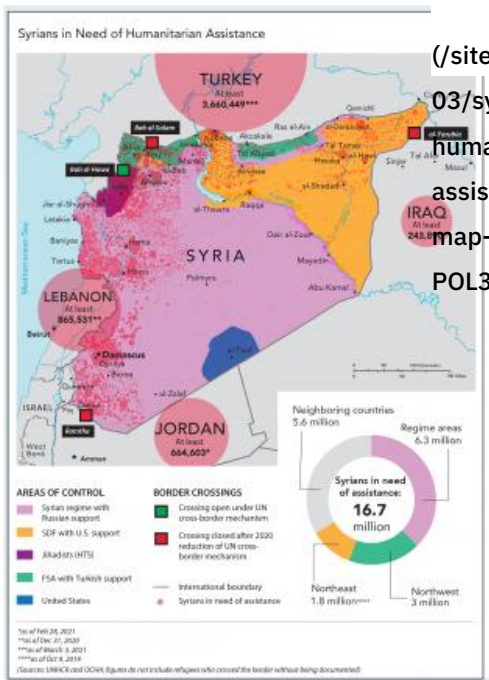 Syrians in Need of Humanitarian Assistance
(/site
03/sy
huma
assis
map-
POL3
TURKEY
At least
3,660,449***
Bab al-Salam
Bab al-Hawa
Qamishli
al-Yarubia
Ras al-Ain
Akcakale
Tal Abyad
Tal Tamer
Hasaka
al-Hawl
Sinjar
Mosul
al-Shadadi
Raqqa
al-Thawra
Jisr al-Shughur
Latakia
Baniyas
Tartus
Hama
Homs
Deir al-Zour
Mayadin
Abu Kamal
SYRIA
Palmyra
Mediterranean Sea
IRAQ
At least
LEBANON
At least
865,531**
Beirut
Damascus
al-Tanf
ISRAEL
West
Bank
Amman
JORDAN
At least
664,603*
Neighboring countries
5.6 million
Regime areas
6.3 million
Syrians in need
of assistance:
16.7
million
Northeast
1.8 million****
Northwest
3 million
AREAS OF CONTROL
Syrian regime with
Russian support
SDF with U.S. support
Jihadists (HTS)
FSA with Turkish support
United States
BORDER CROSSINGS
Crossing open under UN
cross-border mechanism
Crossing closed after 2020
reduction of UN cross-
border mechanism
International boundary
Syrians in need of assistance
*as of Feb 28, 2021
**as of Dec 31, 2020
***as of March 3, 2021
****as of Oct 9, 2019
(Sources: UNHCR and OCHA; figures do not include refugees who crossed the border without being documented)